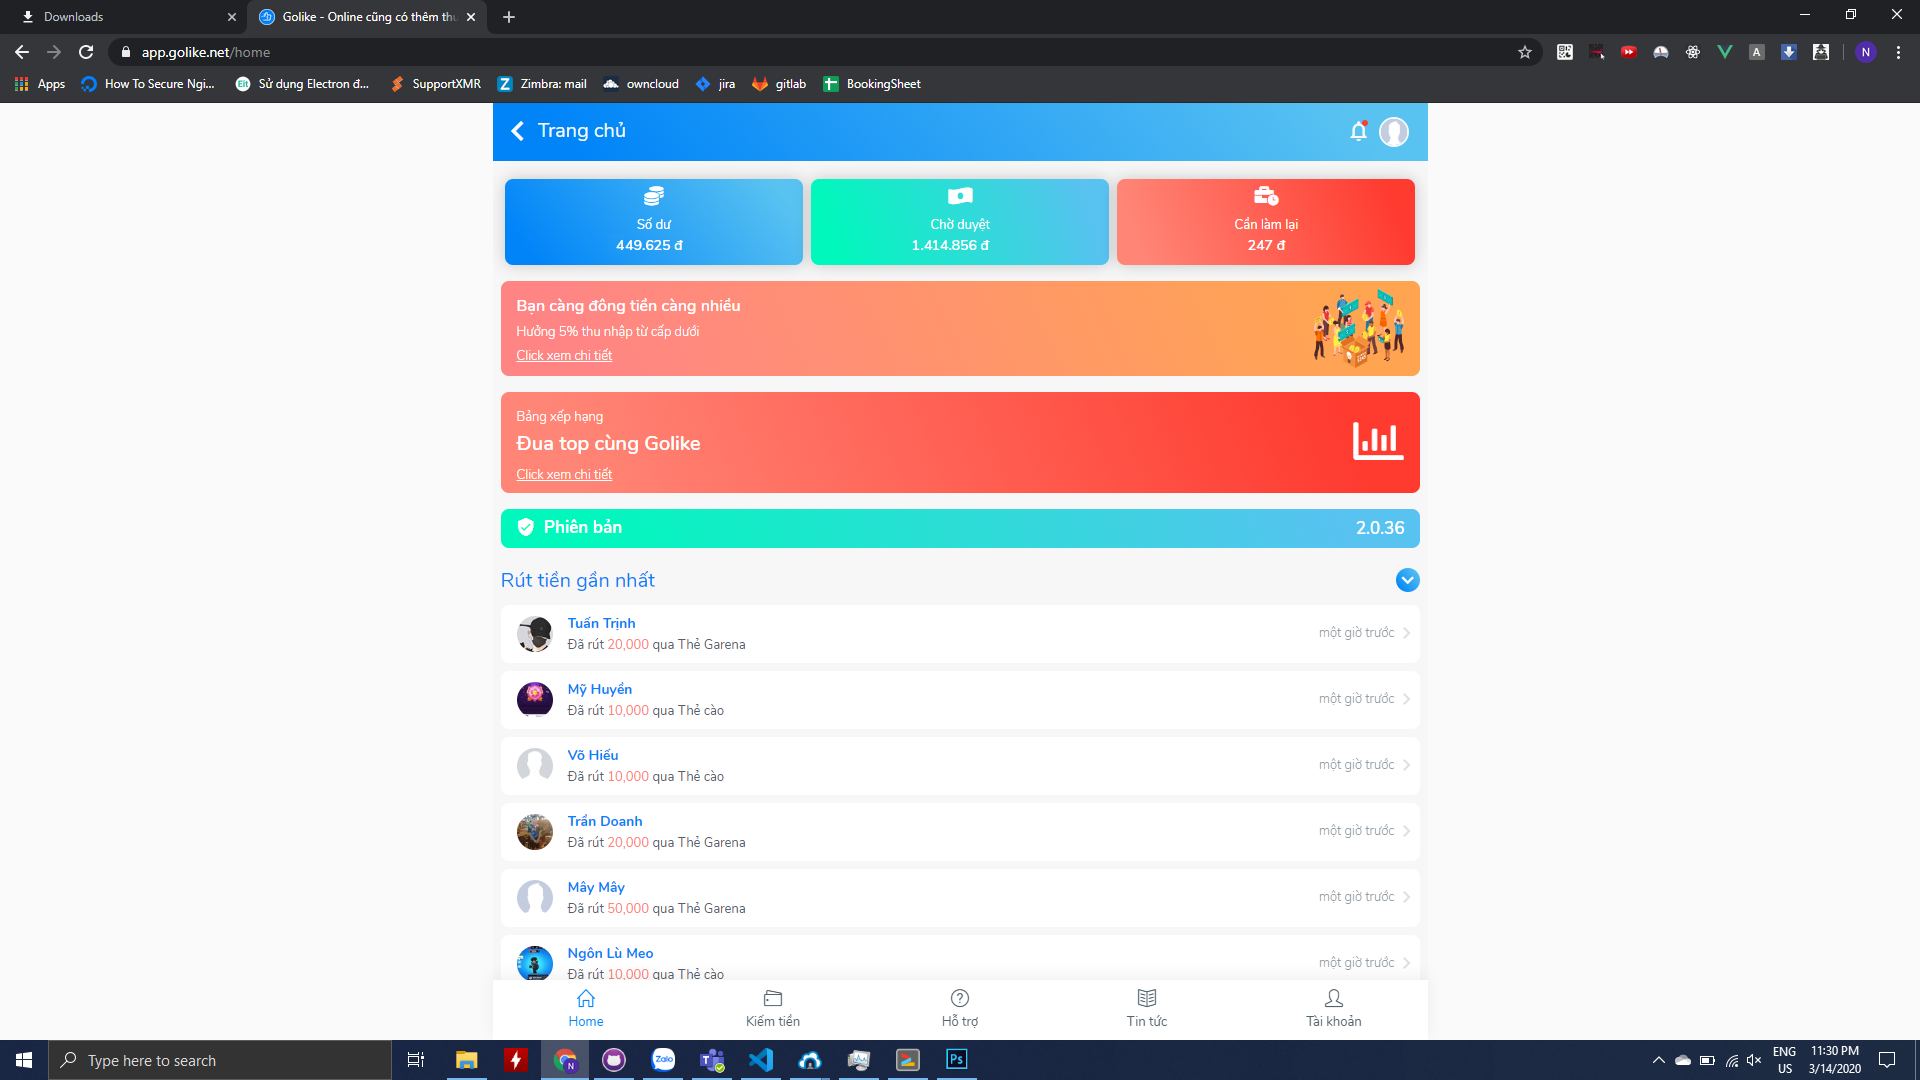 Downloads
Golike - Online cũng có thêm thu
app.golike.net/home
Apps
How To Secure Ngi...
Sử dụng Electron đ...
SupportXMR
Zimbra: mail
owncloud
jira
gitlab
BookingSheet
Trang chủ
Số dư
449.625 đ
Chờ duyệt
1.414.856 đ
Cần làm lại
247 đ
Bạn càng đông tiền càng nhiều
Hưởng 5% thu nhập từ cấp dưới
Click xem chi tiết
Bảng xếp hạng
Đua top cùng Golike
Click xem chi tiết
Phiên bản
2.0.36
Rút tiền gần nhất
Tuấn Trịnh
Đã rút 20,000 qua Thẻ Garena
một giờ trước
Mỹ Huyền
Đã rút 10,000 qua Thẻ cào
một giờ trước
Võ Hiếu
Đã rút 10,000 qua Thẻ cào
một giờ trước
Trần Doanh
Đã rút 20,000 qua Thẻ Garena
một giờ trước
Mây Mây
Đã rút 50,000 qua Thẻ Garena
một giờ trước
Ngôn Lù Meo
Đã rút 10,000 qua Thẻ cào
một giờ trước
Home
Kiếm tiền
Hỗ trợ
Tin tức
Tài khoản
Type here to search
Zalo
Ps
ENG
US
11:30 PM
3/14/2020